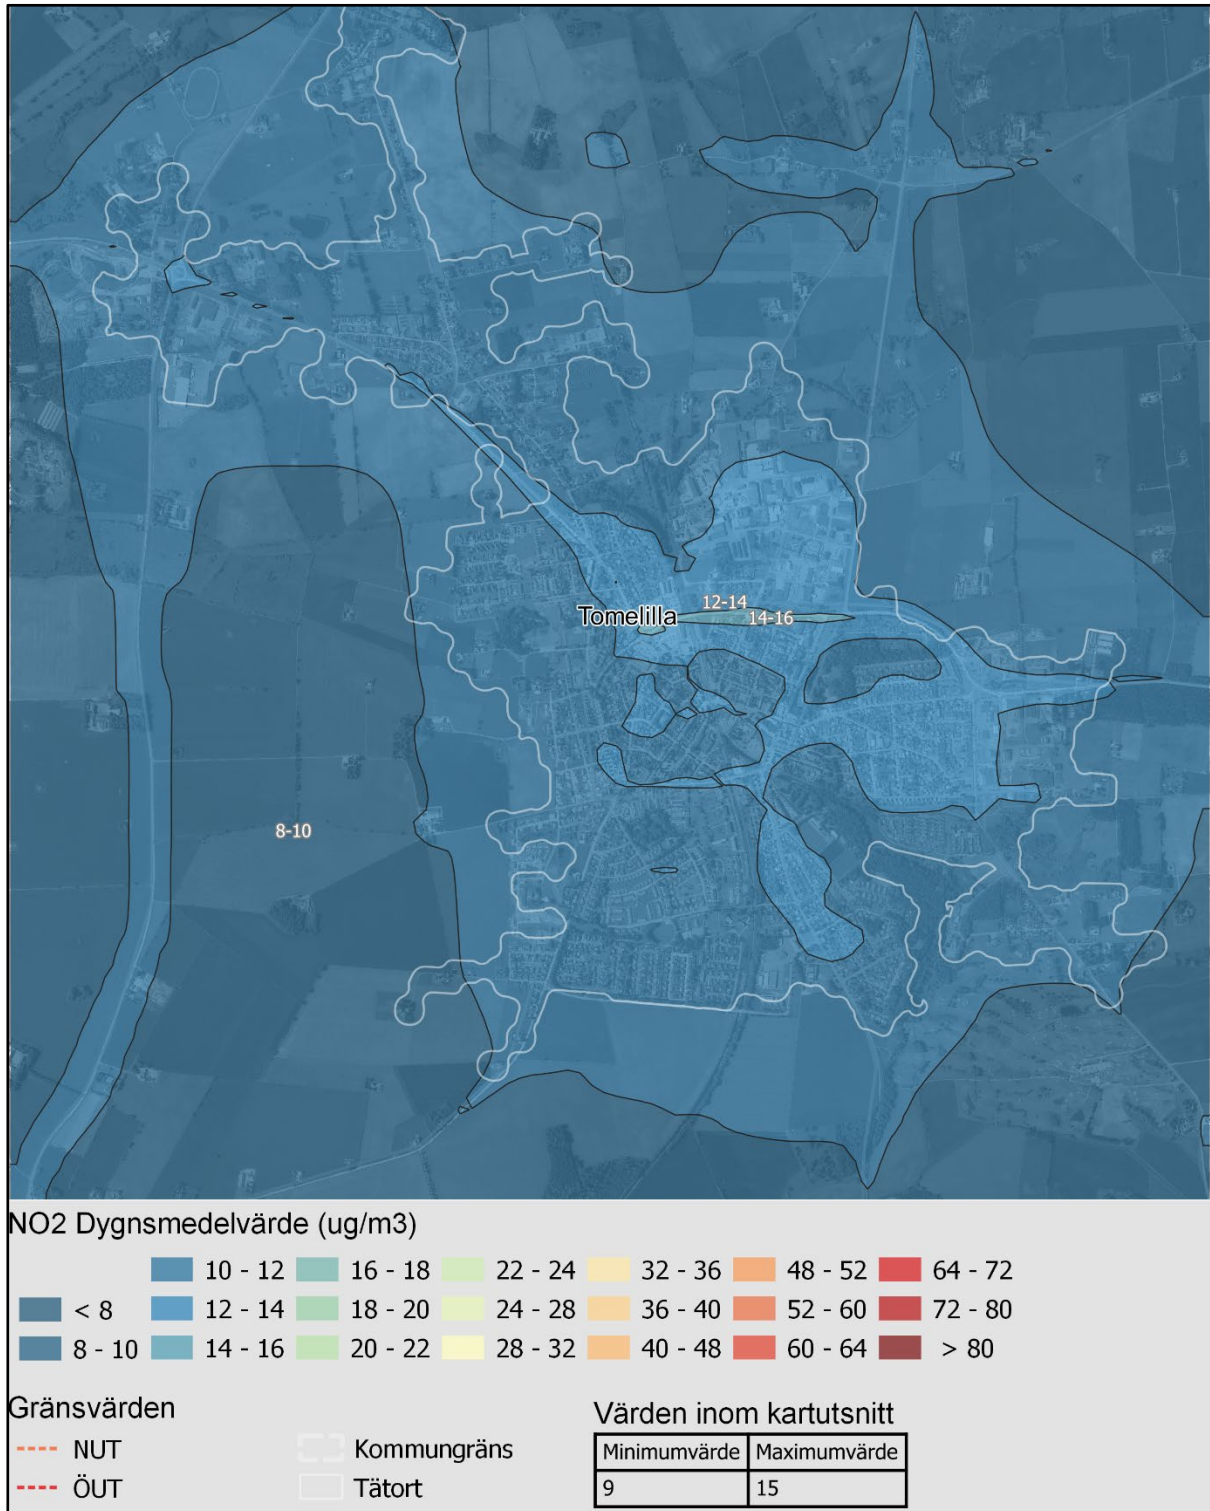 12-14
Tomelilla
14-16
8-10
NO2 Dygnsmedelvärde (ug/m3)
10 - 12 16 - 18 22 - 24 32 - 36 48 - 52 64 - 72
< 8 12 - 14 18 - 20 24 - 28 36 - 40 52 - 60 72 - 80
8 - 10 14 - 16 20 - 22 28 - 32 40 - 48 60 - 64 > 80
Gränsvärden
NUT
ÖUT
Kommungräns
Tätort
Värden inom kartutsnitt
Minimumvärde Maximumvärde
9 15